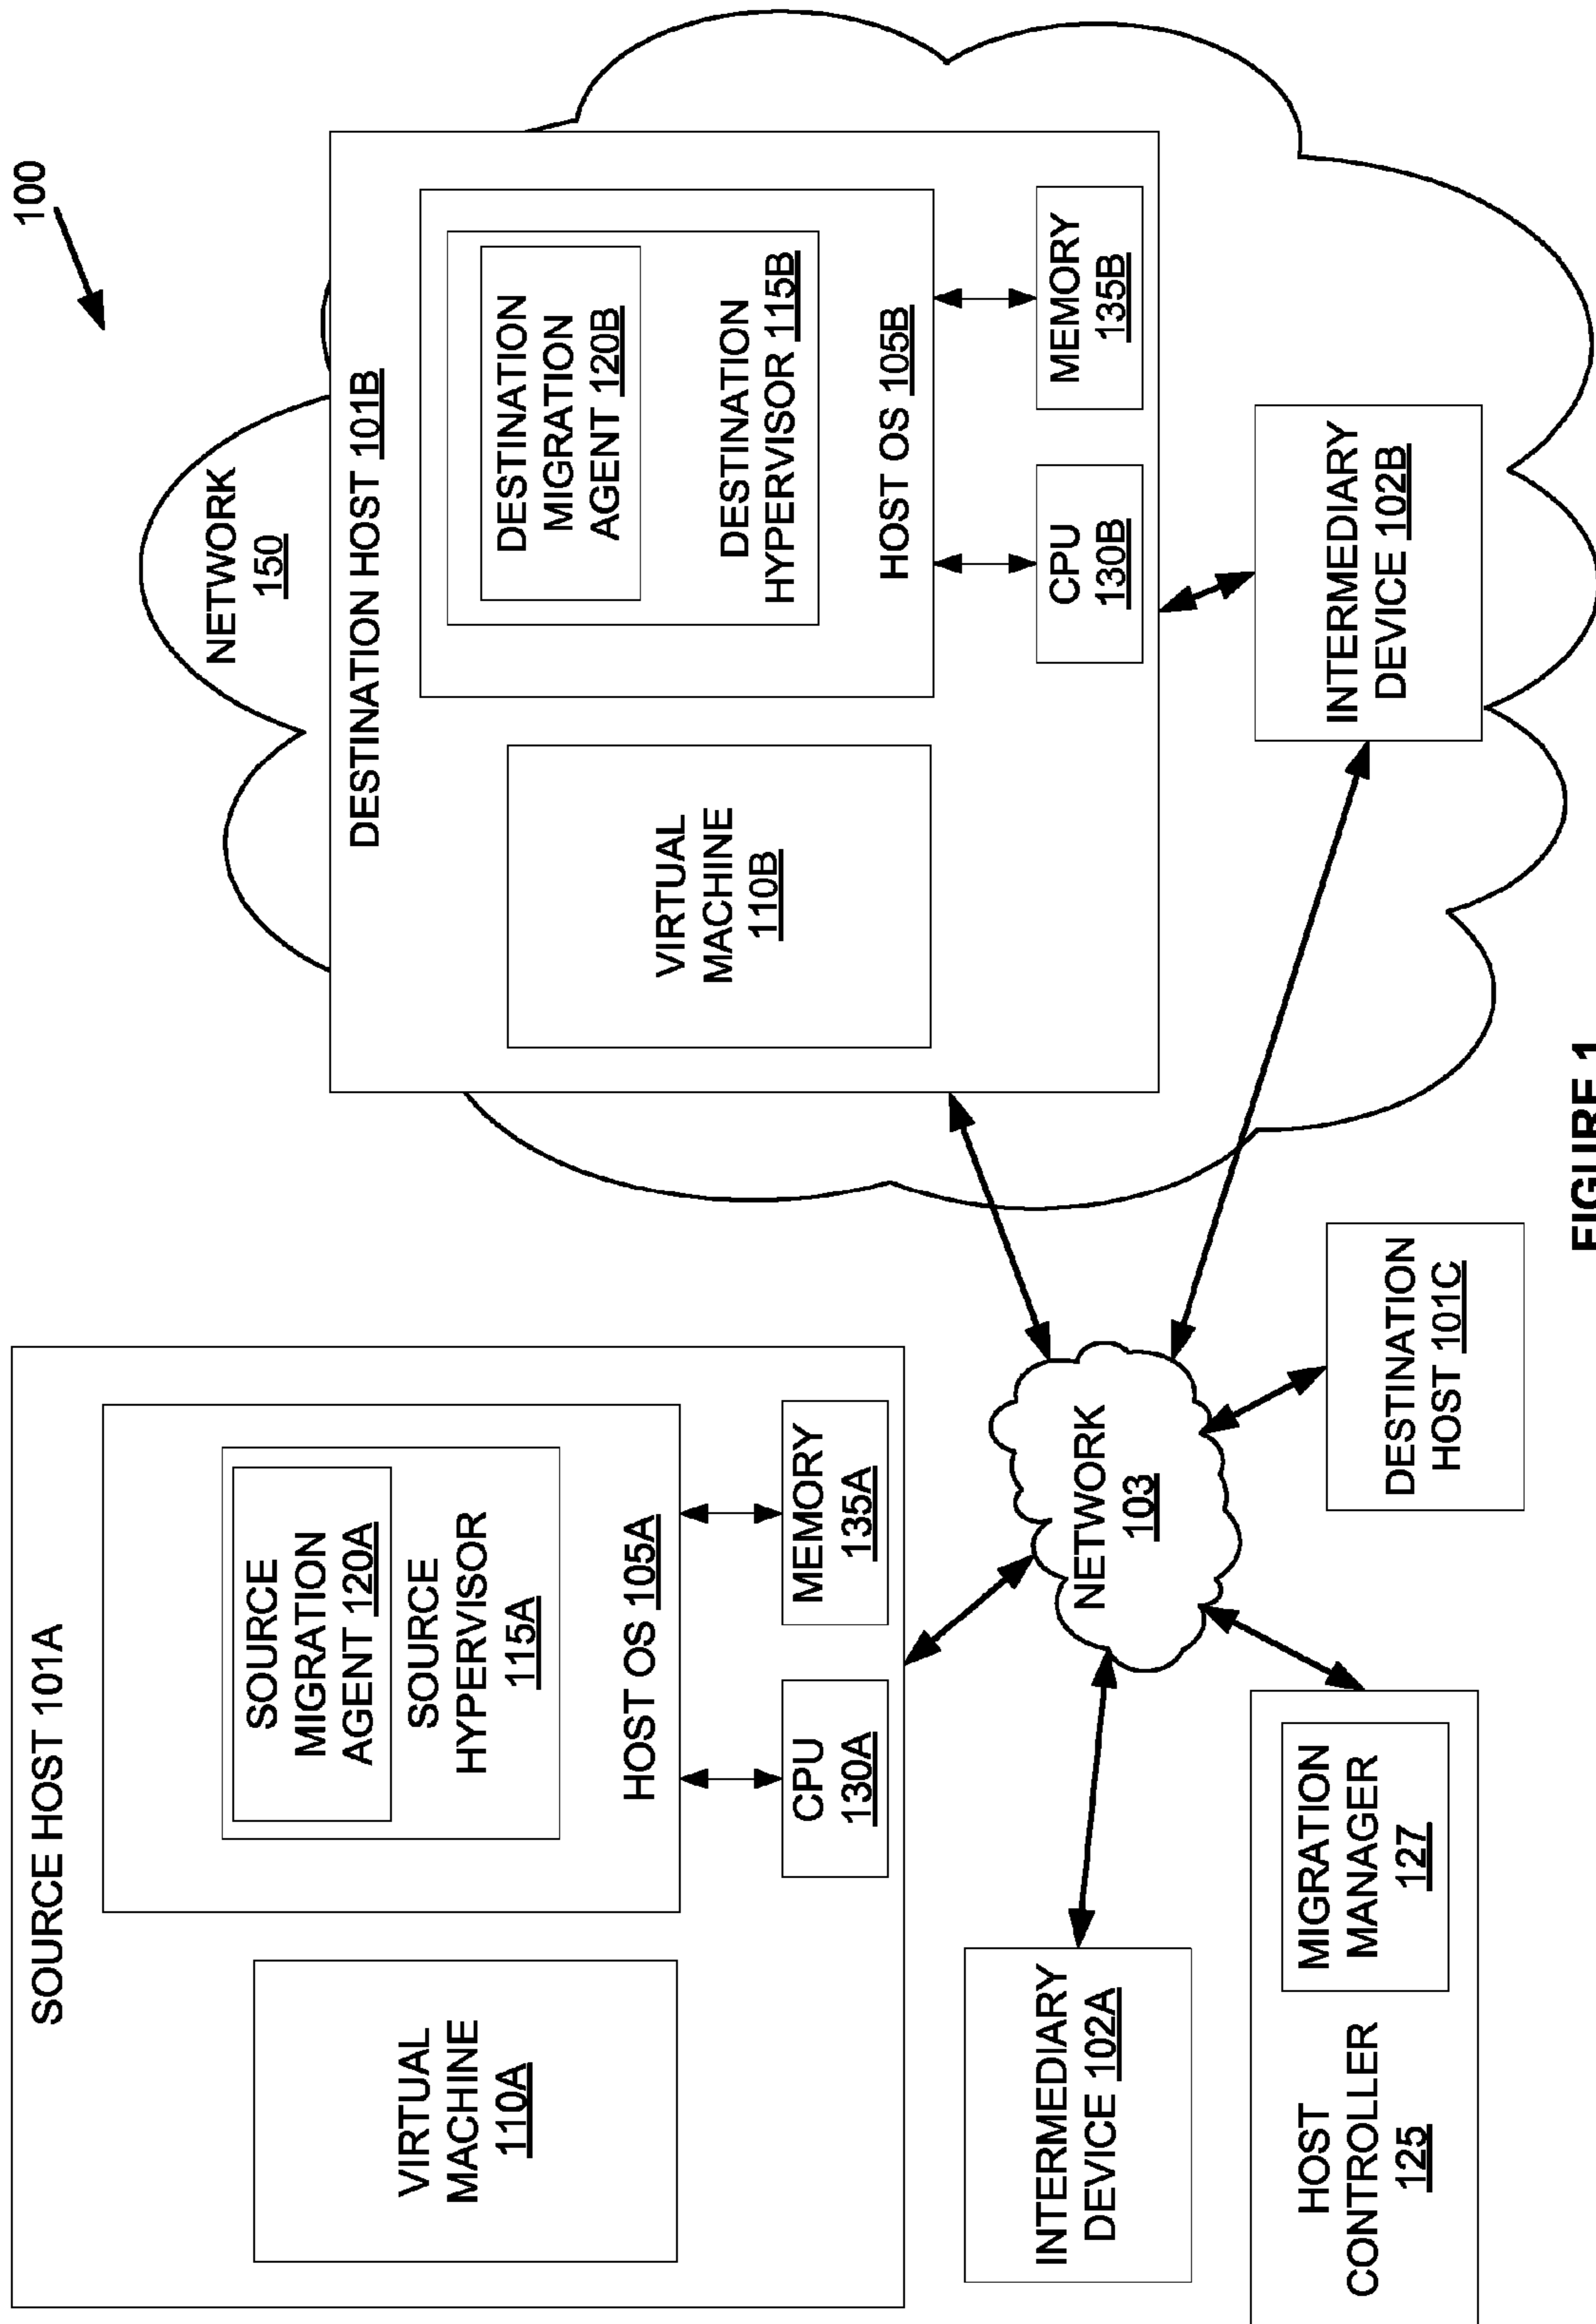 100
SOURCE HOST 101A
VIRTUAL
MACHINE
110A
SOURCE
MIGRATION
AGENT 120A
SOURCE
HYPERVISOR
115A
HOST OS 105A
CPU
130A
MEMORY
135A
NETWORK
150
DESTINATION HOST 101B
VIRTUAL
MACHINE
110B
DESTINATION
MIGRATION
AGENT 120B
DESTINATION
HYPERVISOR 115B
HOST OS 105B
CPU
130B
MEMORY
135B
INTERMEDIARY
DEVICE 102A
NETWORK
103
INTERMEDIARY
DEVICE 102B
HOST
CONTROLLER
125
MIGRATION
MANAGER
127
DESTINATION
HOST 101C
FIGURE 1